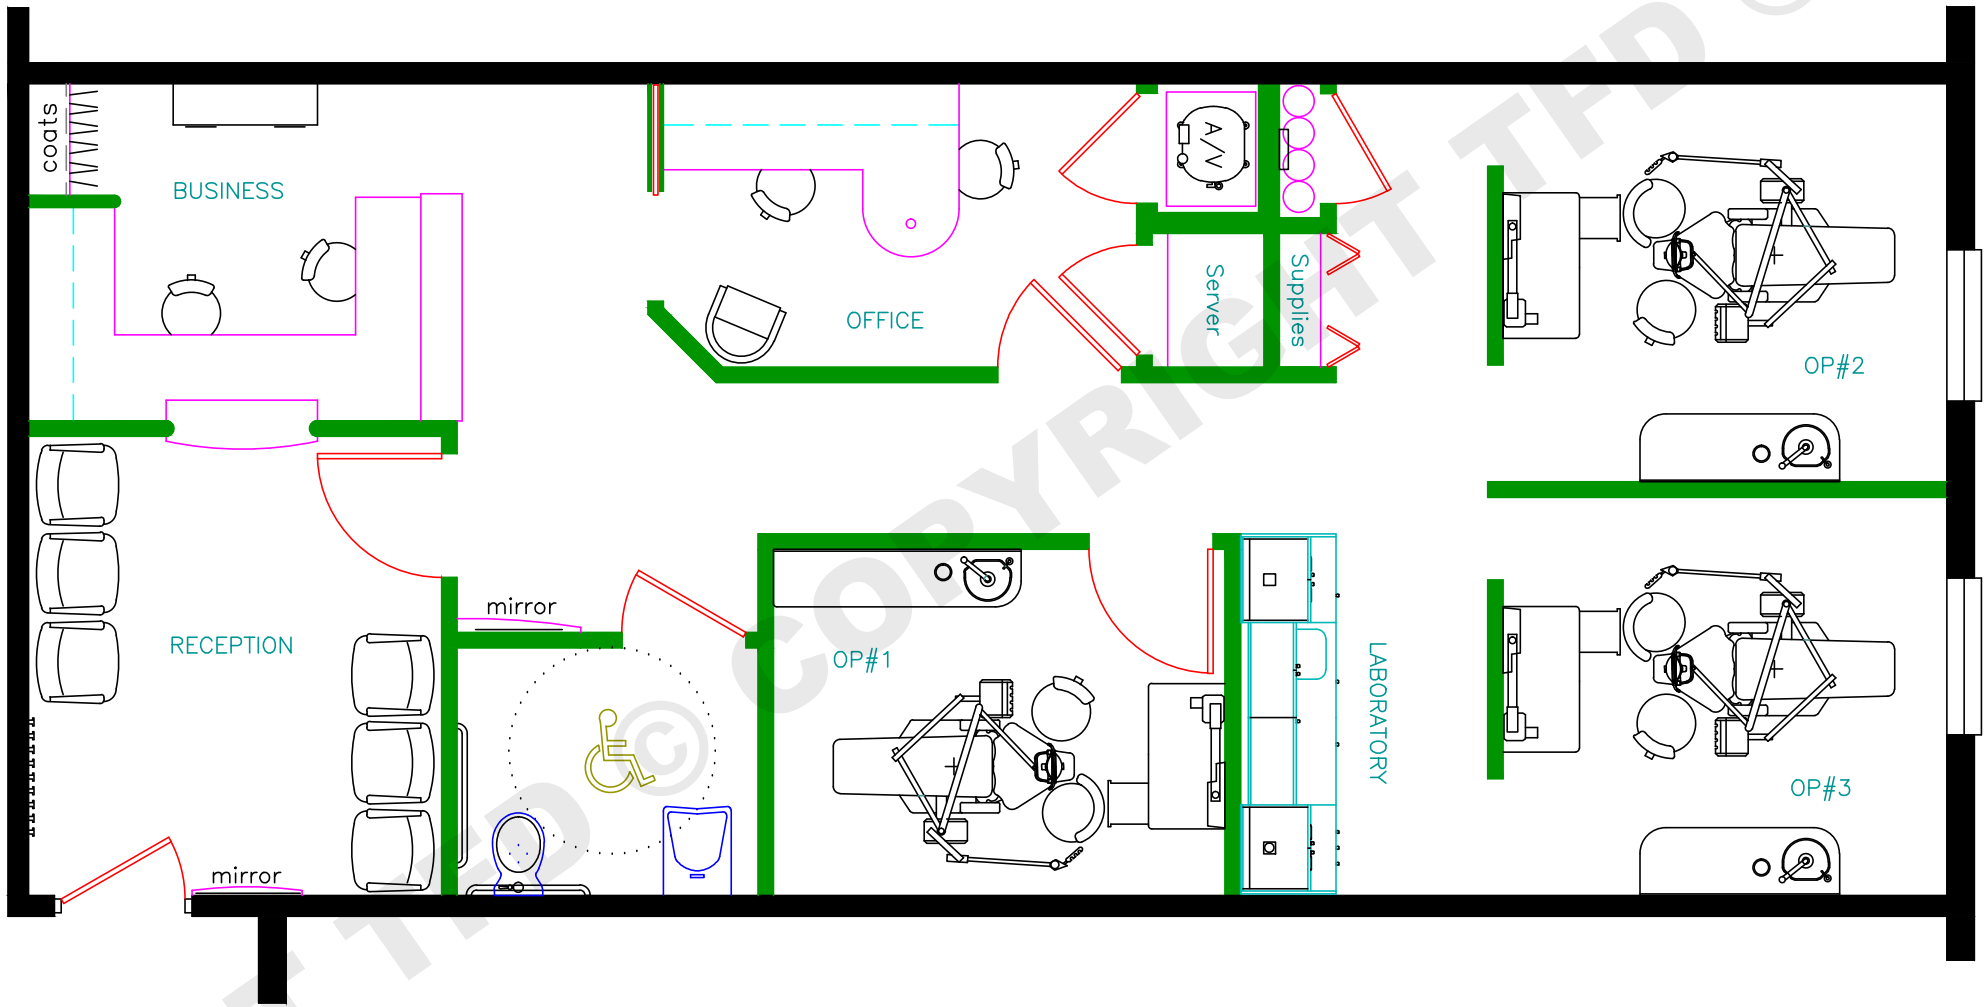 coats
BUSINESS
A/V
OFFICE
Server
Supplies
OP#2
mirror
RECEPTION
OP#1
LABORATORY
OP#3
mirror
T TFD © COPYRIGHT TFD ©